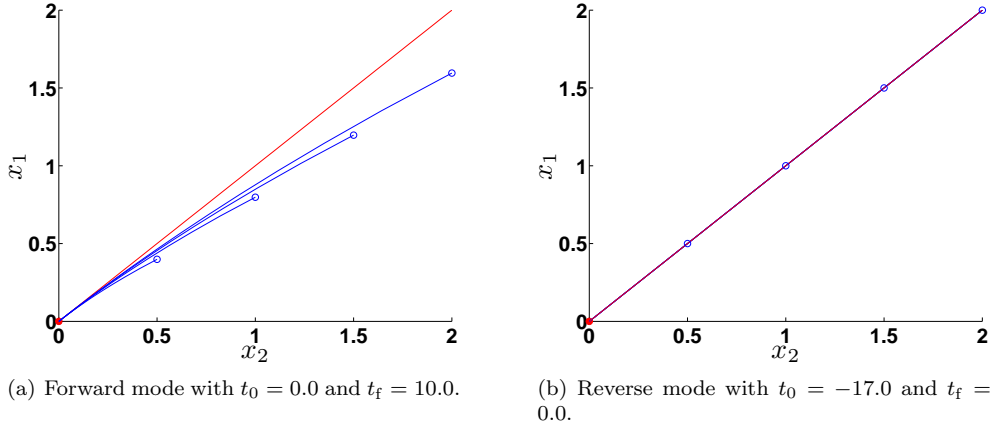 2
1.5
1
0.5
0
x₁
0 0.5 1 1.5 2
x₂
(a) Forward mode with t₀ = 0.0 and t_f = 10.0.
2
1.5
1
0.5
0
x₁
0 0.5 1 1.5 2
x₂
(b) Reverse mode with t₀ = −17.0 and t_f =
0.0.